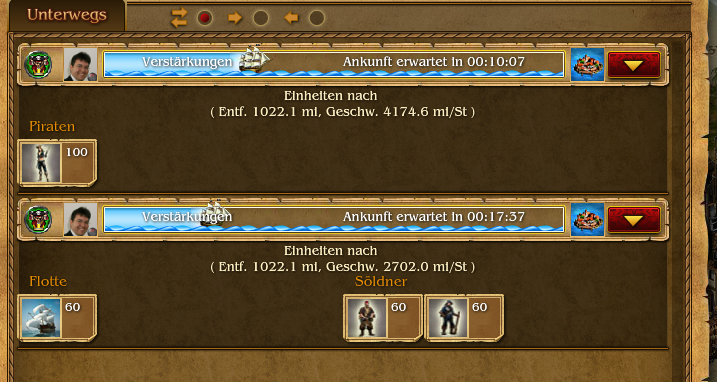 Unterwegs
Verstärkungen Ankunft erwartet in 00:10:07
Einheiten nach
( Entf. 1022.1 ml, Geschw. 4174.6 ml/St )
Piraten
100
Verstärkungen Ankunft erwartet in 00:17:37
Einheiten nach
( Entf. 1022.1 ml, Geschw. 2702.0 ml/St )
Flotte Söldner
60 60 60